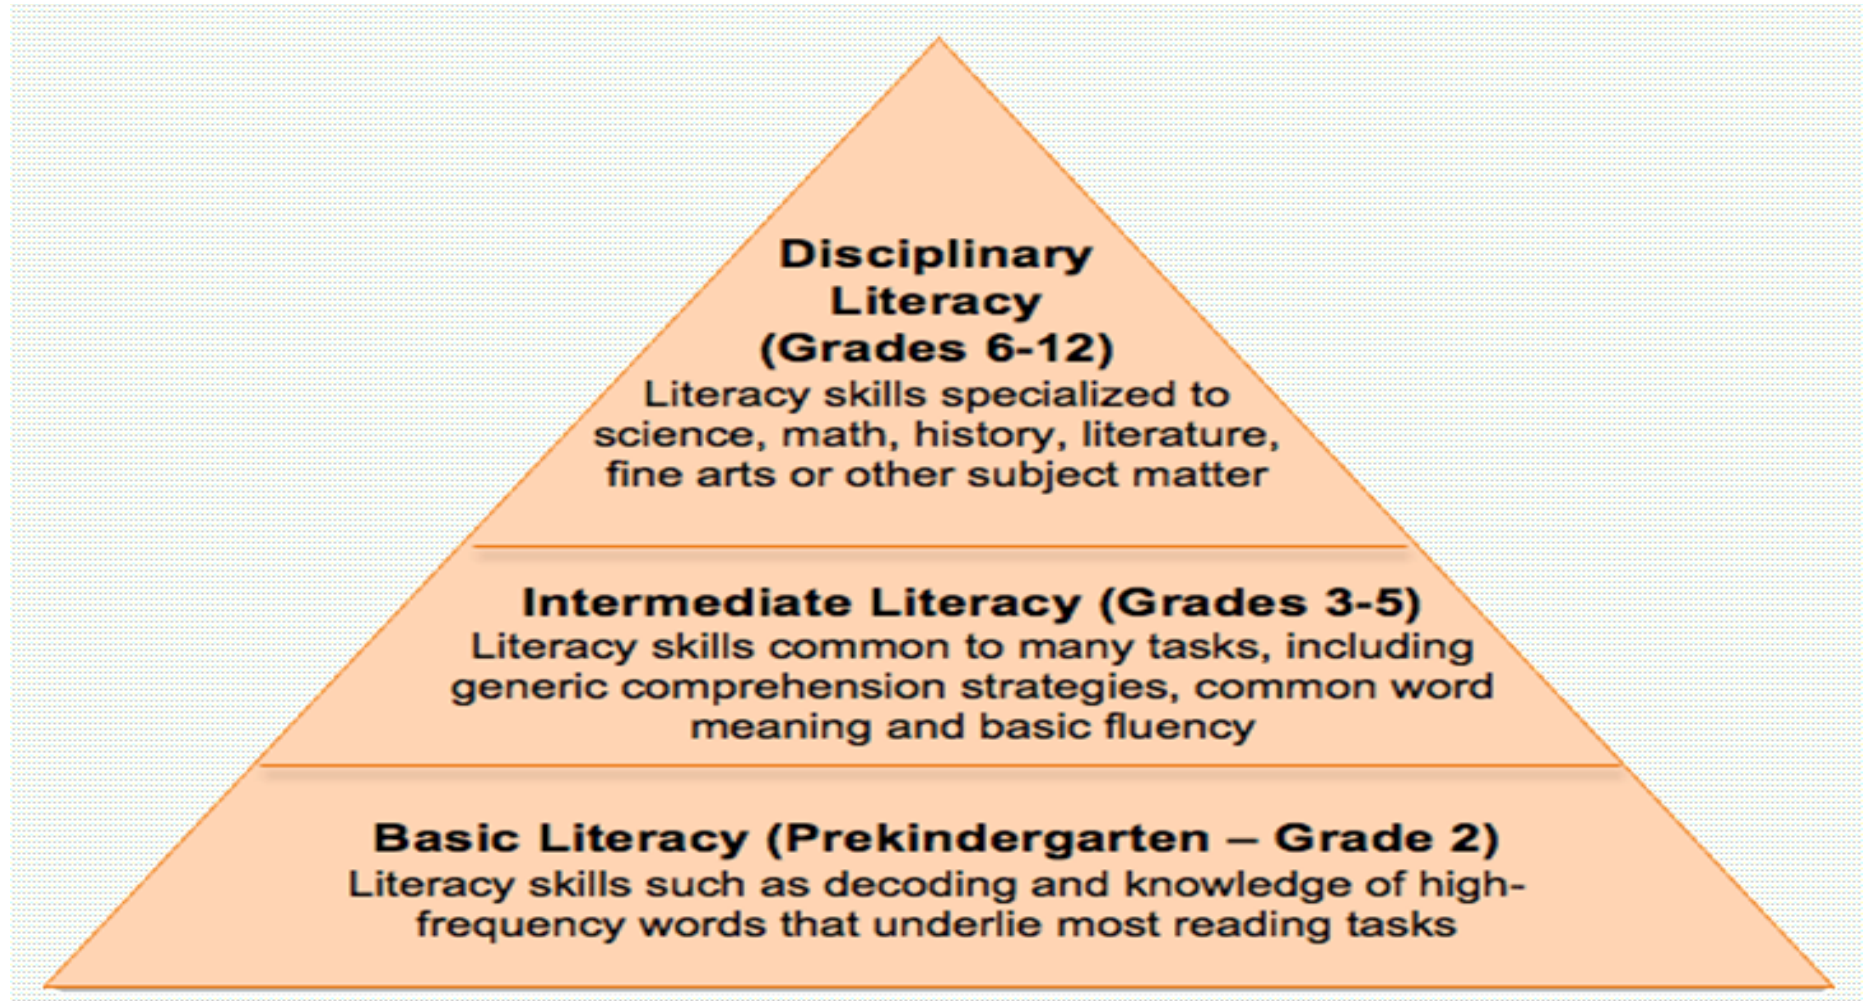 Disciplinary
Literacy
(Grades 6-12)
Literacy skills specialized to
science, math, history, literature,
fine arts or other subject matter
Intermediate Literacy (Grades 3-5)
Literacy skills common to many tasks, including
generic comprehension strategies, common word
meaning and basic fluency
Basic Literacy (Prekindergarten – Grade 2)
Literacy skills such as decoding and knowledge of high-
frequency words that underlie most reading tasks